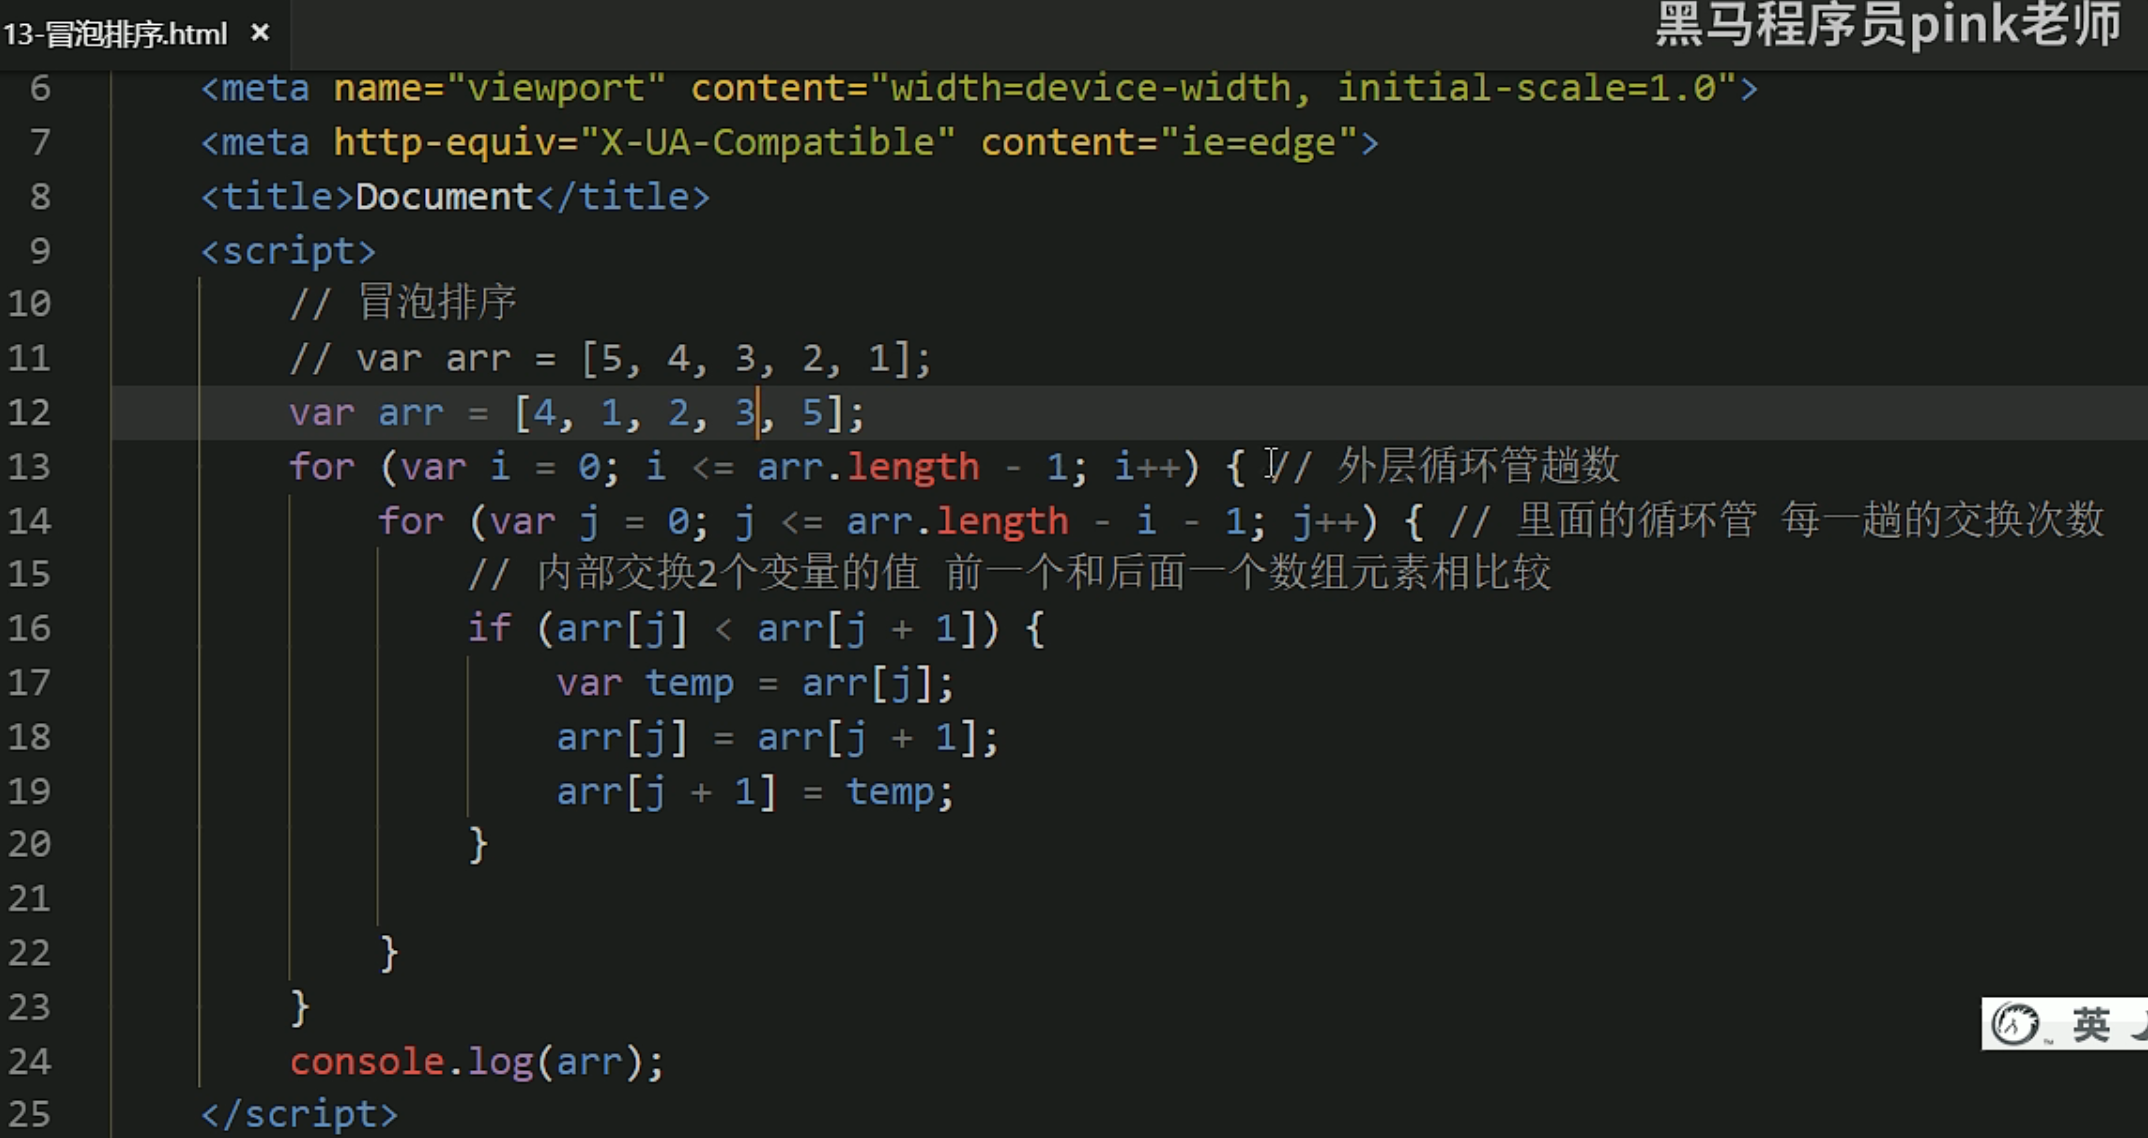 13-冒泡排序.html ×
黑马程序员pink老师
6 <meta name="viewport" content="width=device-width, initial-scale=1.0">
7 <meta http-equiv="X-UA-Compatible" content="ie=edge">
8 <title>Document</title>
9 <script>
10 // 冒泡排序
11 // var arr = [5, 4, 3, 2, 1];
12 var arr = [4, 1, 2, 3, 5];
13 for (var i = 0; i <= arr.length - 1; i++) { // 外层循环管趟数
14 for (var j = 0; j <= arr.length - i - 1; j++) { // 里面的循环管 每一趟的交换次数
15 // 内部交换2个变量的值 前一个和后面一个数组元素相比较
16 if (arr[j] < arr[j + 1]) {
17 var temp = arr[j];
18 arr[j] = arr[j + 1];
19 arr[j + 1] = temp;
20 }
21
22 }
23 }
24 console.log(arr);
25 </script>
英